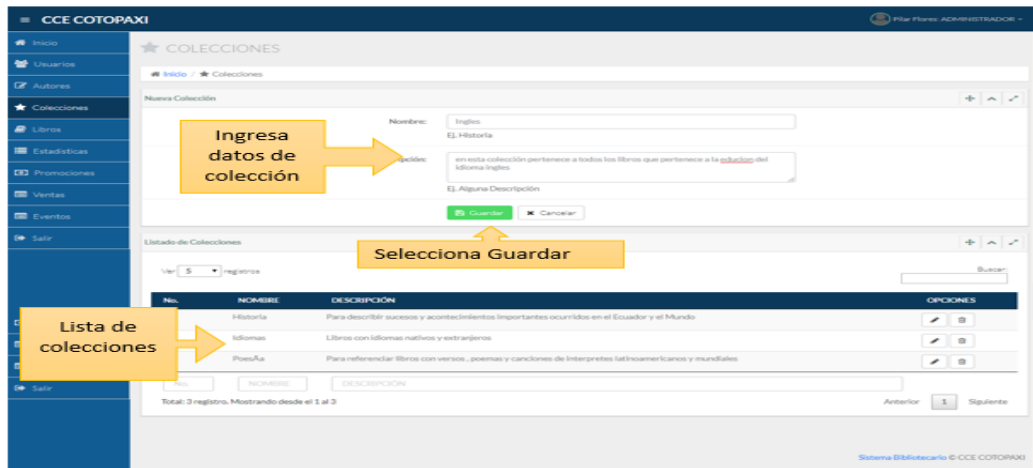 CCE COTOPAXI
Pilar Flores: ADMINISTRADOR
Inicio
Usuarios
Autores
Colecciones
Libros
Estadísticas
Promociones
Ventas
Eventos
Salir
COLECCIONES
Inicio / Colecciones
Nueva Colección
Nombre:
Ingles
Ej. Historia
en esta colección pertenece a todos los libros que pertenece a la educion del
idioma ingles
Ej. Alguna Descripción
Guardar
Cancelar
Ingresa
datos de
colección
Selecciona Guardar
Listado de Colecciones
Ver 5 registros
Buscar:
No. NOMBRE DESCRIPCIÓN OPCIONES
Historia Para describir sucesos y acontecimientos importantes ocurridos en el Ecuador y el Mundo
Idiomas Libros con idiomas nativos y extranjeros
PoesÃa Para referenciar libros con versos , poemas y canciones de interpretes latinoamericanos y mundiales
No. NOMBRE DESCRIPCIÓN
Total: 3 registro. Mostrando desde el 1 al 3
Anterior 1 Siguiente
Lista de
colecciones
Salir
Sistema Bibliotecario © CCE COTOPAXI